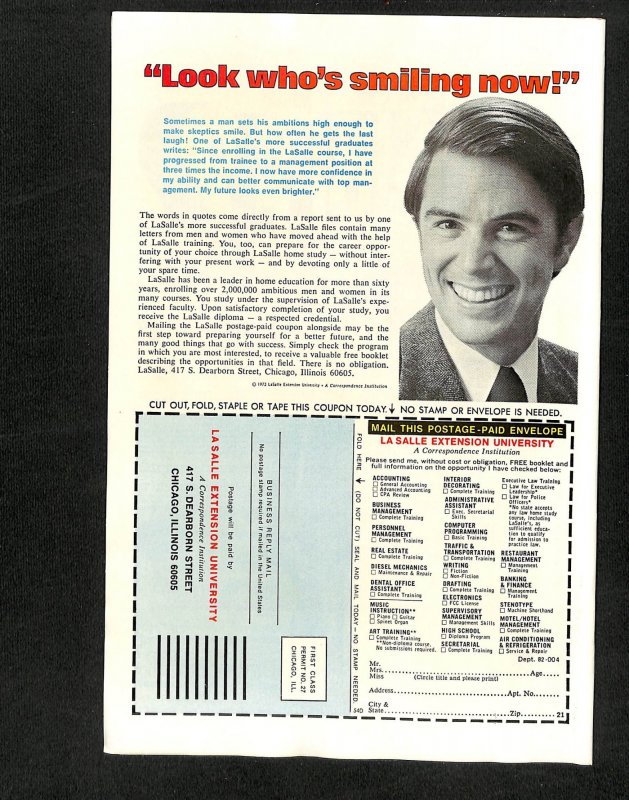 “Look who’s smiling now!”
Sometimes a man sets his ambitions high enough to
make skeptics smile. But how often he gets the last
laugh! One of LaSalle's more successful graduates
writes: "Since enrolling in the LaSalle course, I have
progressed from trainee to a management position at
three times the income. I now have more confidence in
my ability and can better communicate with top man-
agement. My future looks even brighter."
The words in quotes come directly from a report sent to us by one
of LaSalle's more successful graduates. LaSalle files contain many
letters from men and women who have moved ahead with the help
of LaSalle training. You, too, can prepare for the career oppor-
tunity of your choice through LaSalle home study — without inter-
fering with your present work — and by devoting only a little of
your spare time.
LaSalle has been a leader in home education for more than sixty
years, enrolling over 2,000,000 ambitious men and women in its
many courses. You study under the supervision of LaSalle's expe-
rienced faculty. Upon satisfactory completion of your study, you
receive the LaSalle diploma — a respected credential.
Mailing the LaSalle postage-paid coupon alongside may be the
first step toward preparing yourself for a better future, and the
many good things that go with success. Simply check the program
in which you are most interested, to receive a valuable free booklet
describing the opportunities in that field. There is no obligation.
LaSalle, 417 S. Dearborn Street, Chicago, Illinois 60605.
© 1972 LaSalle Extension University • A Correspondence Institution
CUT OUT, FOLD, STAPLE OR TAPE THIS COUPON TODAY. NO STAMP OR ENVELOPE IS NEEDED.
BUSINESS REPLY MAIL
No postage stamp required if mailed in the United States
Postage will be paid by
LA SALLE EXTENSION UNIVERSITY
A Correspondence Institution
417 S. DEARBORN STREET
CHICAGO, ILLINOIS 60605
FIRST CLASS
PERMIT NO. 27
CHICAGO, ILL.
FOLD HERE (DO NOT CUT) SEAL AND MAIL TODAY — NO STAMP NEEDED.
540
MAIL THIS POSTAGE-PAID ENVELOPE
LA SALLE EXTENSION UNIVERSITY
A Correspondence Institution
Please send me, without cost or obligation, FREE booklet and
full information on the opportunity I have checked below:
ACCOUNTING
General Accounting
Advanced Accounting
CPA Review
BUSINESS
MANAGEMENT
Complete Training
PERSONNEL
MANAGEMENT
Complete Training
REAL ESTATE
Complete Training
DIESEL MECHANICS
Maintenance & Repair
DENTAL OFFICE
ASSISTANT
Complete Training
MUSIC
INSTRUCTION**
Piano Guitar
Spinet Organ
ART TRAINING**
Complete Training
**Non-diploma course.
No submissions required.
INTERIOR
DECORATING
Complete Training
ADMINISTRATIVE
ASSISTANT
Exec. Secretarial
Skills
COMPUTER
PROGRAMMING
Basic Training
TRAFFIC &
TRANSPORTATION
Complete Training
WRITING
Fiction
Non-Fiction
DRAFTING
Complete Training
ELECTRONICS
FCC License
SUPERVISORY
MANAGEMENT
Management Skills
HIGH SCHOOL
Diploma Program
SECRETARIAL
Complete Training
Executive Law Training
Law for Executive
Leadership*
Law for Police
Officers*
*No state accepts
any law home study
course, including
LaSalle's, as
sufficient educa-
tion to qualify
for admission to
practice law.
RESTAURANT
MANAGEMENT
Management
Training
BANKING
& FINANCE
Management
Training
STENOTYPE
Machine Shorthand
MOTEL/HOTEL
MANAGEMENT
Complete Training
AIR CONDITIONING
& REFRIGERATION
Service & Repair
Dept. 82-004
Mr.
Mrs.
Miss (Circle title and please print) Age
Address Apt. No.
City &
State Zip 21